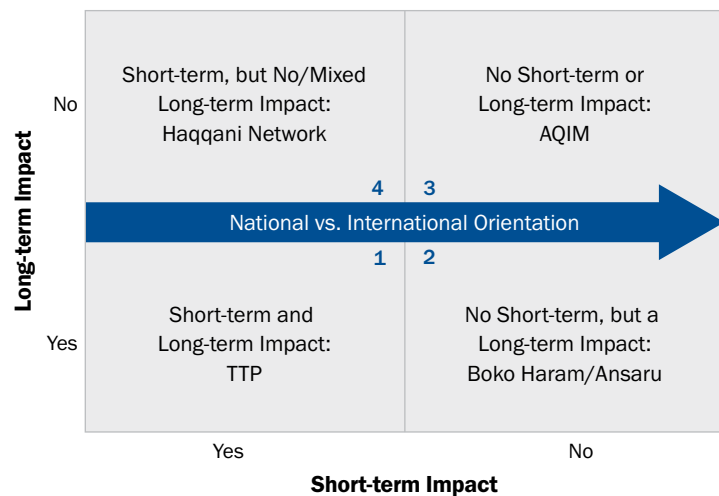 Short-term, but No/Mixed
Long-term Impact:
Haqqani Network
No Short-term or
Long-term Impact:
AQIM
No
Long-term Impact
4
3
National vs. International Orientation
1
2
Short-term and
Long-term Impact:
TTP
No Short-term, but a
Long-term Impact:
Boko Haram/Ansaru
Yes
Yes
No
Short-term Impact